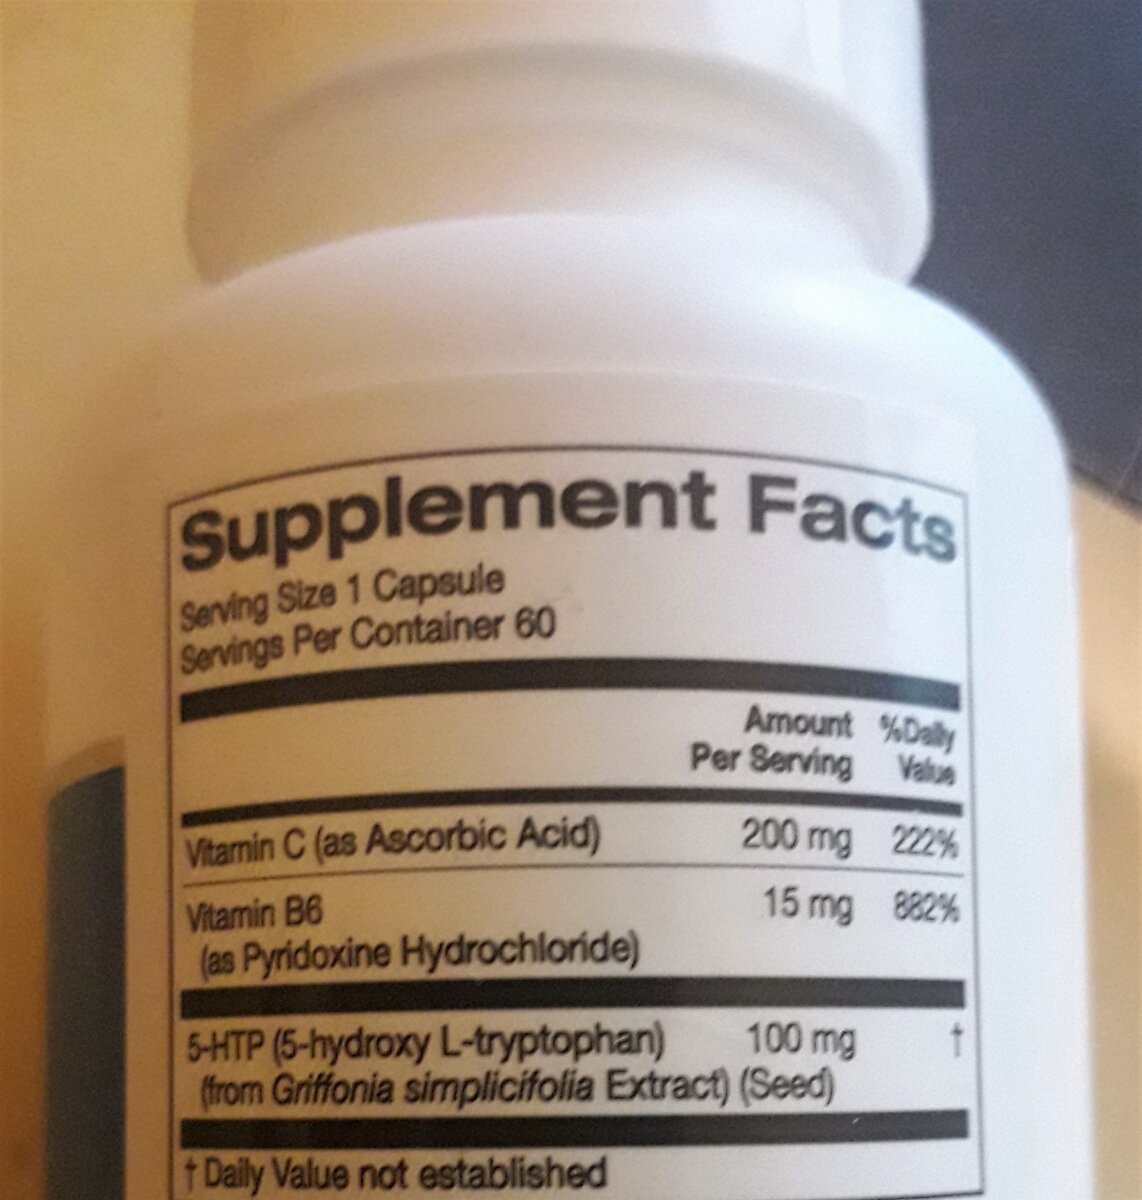 Supplement Facts
Serving Size 1 Capsule
Servings Per Container 60
Amount %Daily
Per Serving Value
Vitamin C (as Ascorbic Acid) 200 mg 222%
Vitamin B6 15 mg 882%
(as Pyridoxine Hydrochloride)
5-HTP (5-hydroxy L-tryptophan) 100 mg †
(from Griffonia simplicifolia Extract) (Seed)
† Daily Value not established